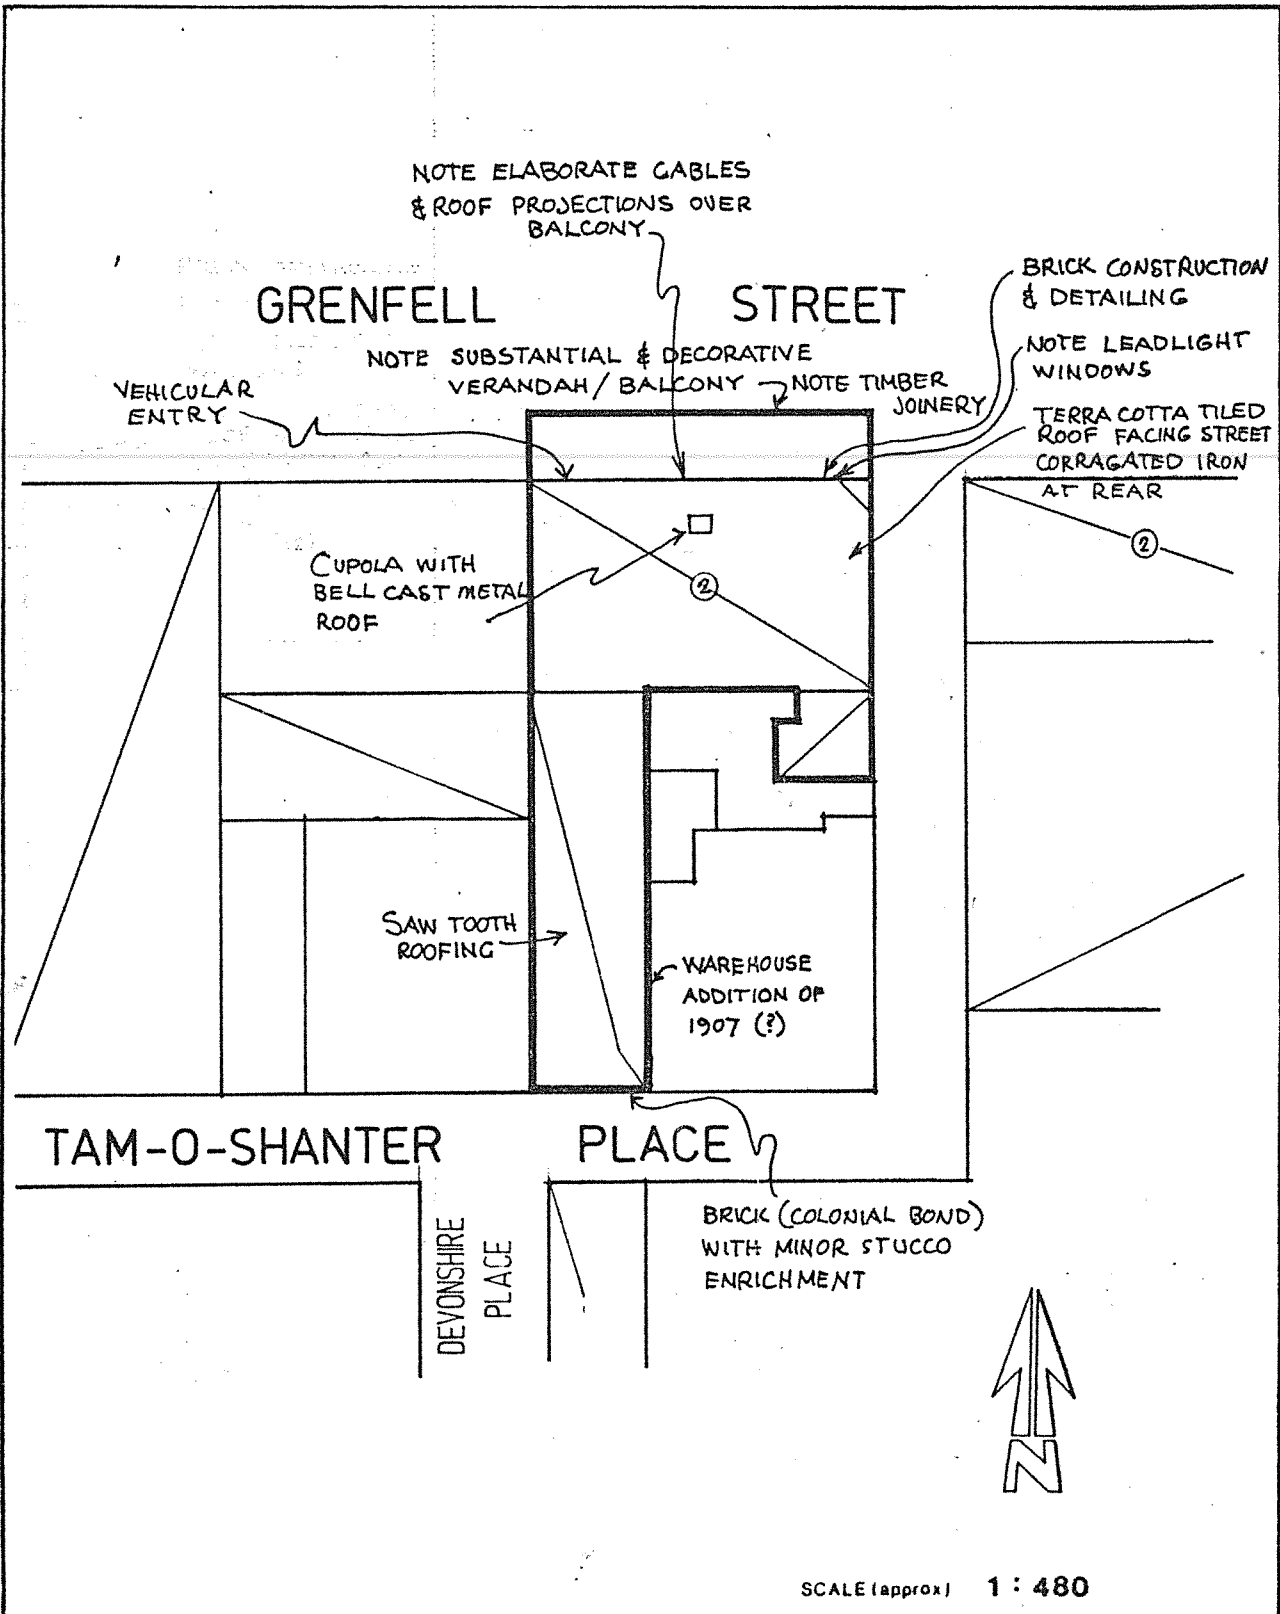 NOTE ELABORATE GABLES
& ROOF PROJECTIONS OVER
BALCONY
GRENFELL STREET
BRICK CONSTRUCTION
& DETAILING
NOTE LEADLIGHT
WINDOWS
NOTE SUBSTANTIAL & DECORATIVE
VERANDAH / BALCONY
NOTE TIMBER
JOINERY
VEHICULAR
ENTRY
TERRA COTTA TILED
ROOF FACING STREET
CORRAGATED IRON
AT REAR
2
CUPOLA WITH
BELL CAST METAL
ROOF
2
SAW TOOTH
ROOFING
WAREHOUSE
ADDITION OF
1907 (?)
TAM-O-SHANTER PLACE
DEVONSHIRE
PLACE
BRICK (COLONIAL BOND)
WITH MINOR STUCCO
ENRICHMENT
N
SCALE (approx) 1 : 480